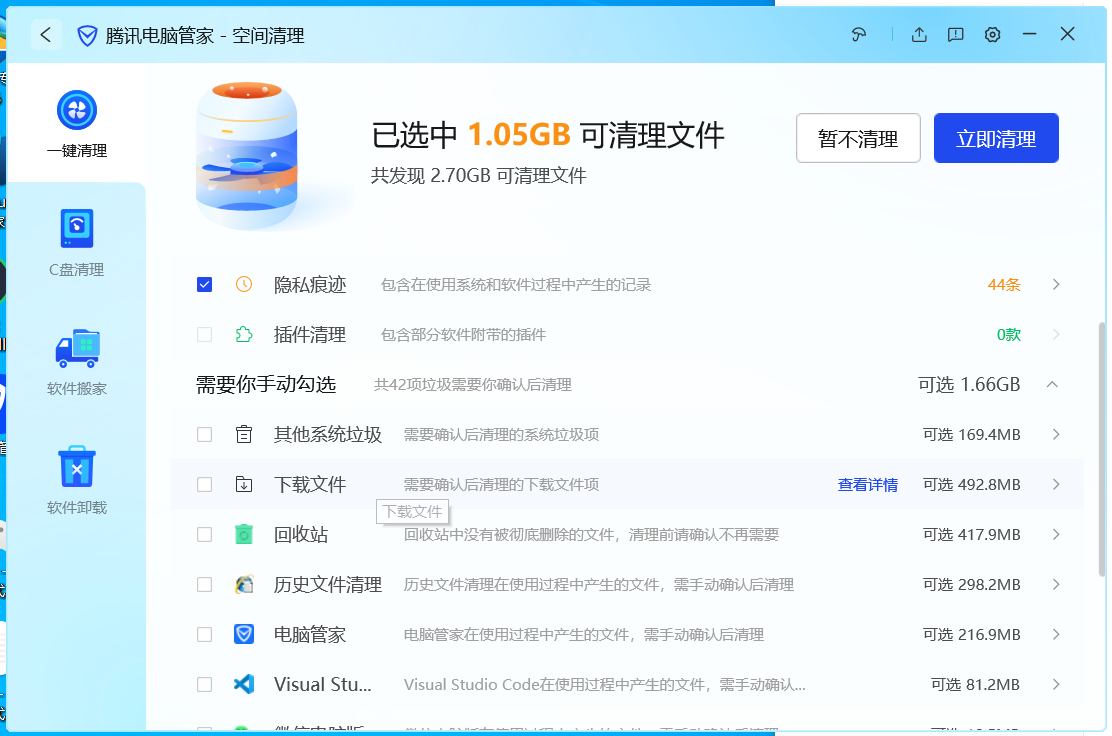 腾讯电脑管家 - 空间清理
一键清理
C盘清理
软件搬家
软件卸载
已选中 1.05GB 可清理文件
共发现 2.70GB 可清理文件
暂不清理
立即清理
隐私痕迹 包含在使用系统和软件过程中产生的记录 44条
插件清理 包含部分软件附带的插件 0款
需要你手动勾选 共42项垃圾需要你确认后清理 可选 1.66GB
其他系统垃圾 需要确认后清理的系统垃圾项 可选 169.4MB
下载文件 需要确认后清理的下载文件项 查看详情 可选 492.8MB
下载文件
回收站 回收站中没有被彻底删除的文件，清理前请确认不再需要 可选 417.9MB
历史文件清理 历史文件清理在使用过程中产生的文件，需手动确认后清理 可选 298.2MB
电脑管家 电脑管家在使用过程中产生的文件，需手动确认后清理 可选 216.9MB
Visual Stu... Visual Studio Code在使用过程中产生的文件，需手动确认... 可选 81.2MB